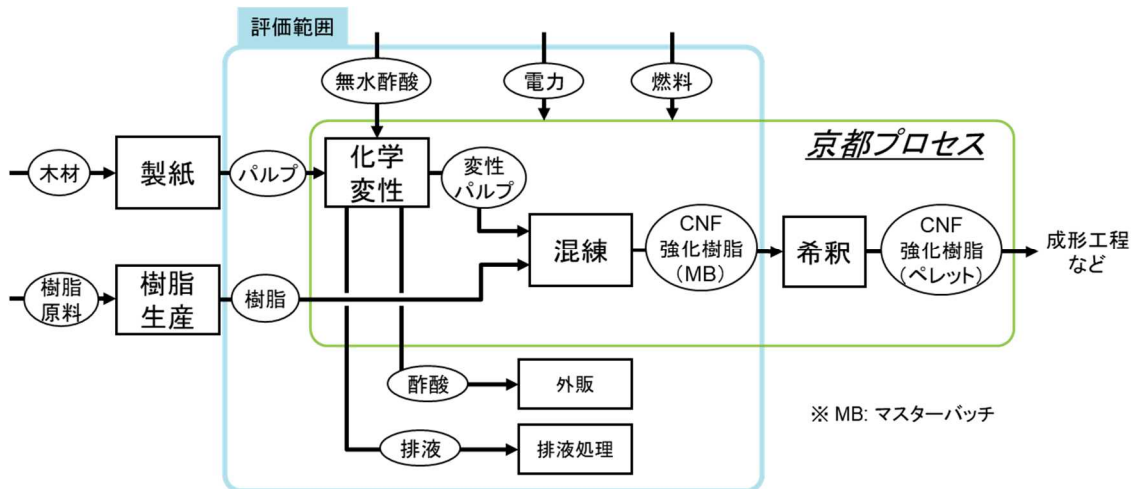 評価範囲
無水酢酸
電力
燃料
京都プロセス
木材
製紙
パルプ
化学
変性
変性
パルプ
混練
CNF
強化樹脂
(MB)
希釈
CNF
強化樹脂
(ペレット)
成形工程
など
樹脂
原料
樹脂
生産
樹脂
酢酸
外販
※ MB: マスターバッチ
排液
排液処理